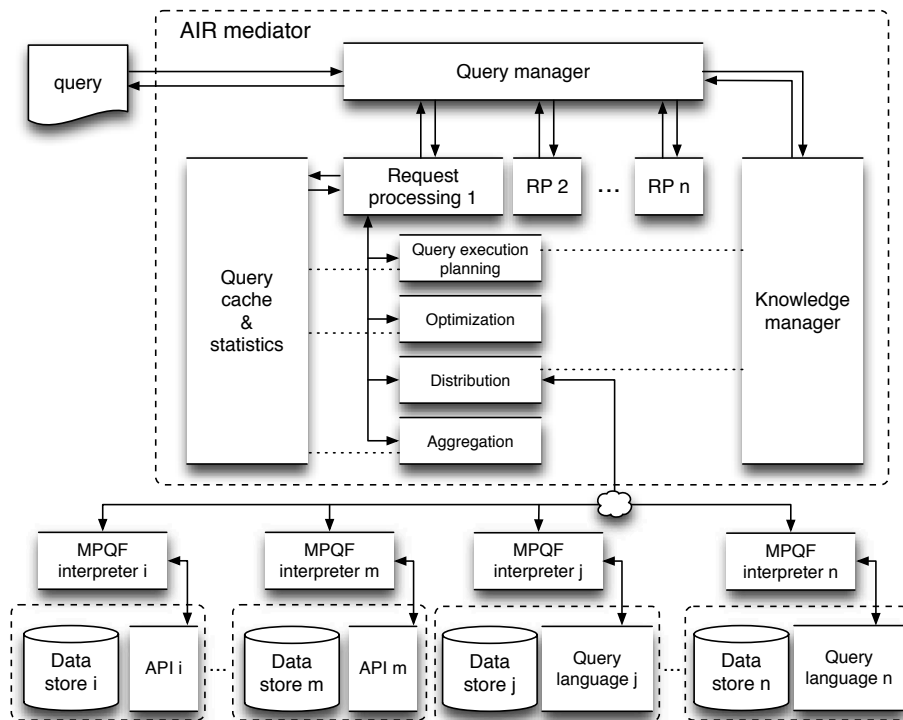 AIR mediator
query
Query manager
Request
processing 1
RP 2
...
RP n
Query
cache
&
statistics
Query execution
planning
Optimization
Distribution
Aggregation
Knowledge
manager
MPQF
interpreter i
MPQF
interpreter m
MPQF
interpreter j
MPQF
interpreter n
Data
store i
API i
...
Data
store m
API m
Data
store j
Query
language j
...
Data
store n
Query
language n